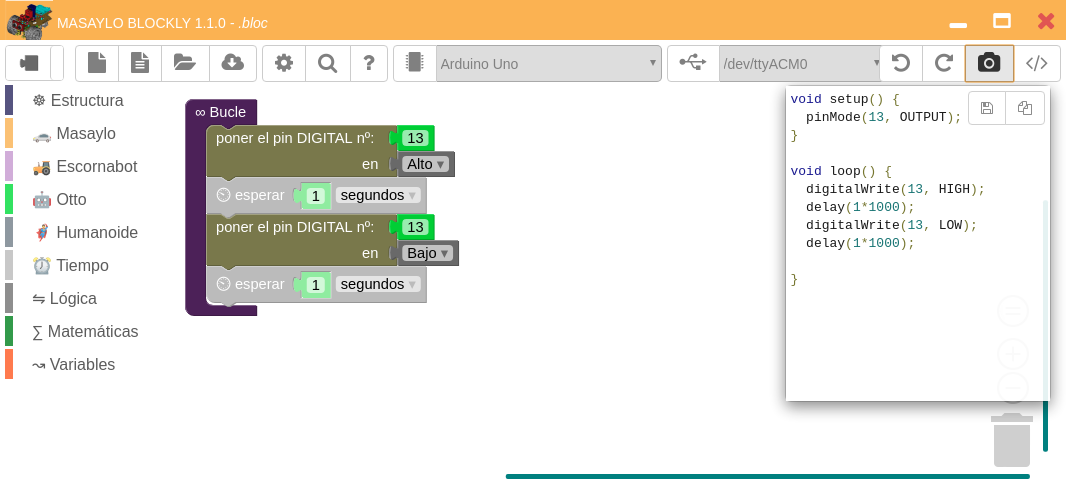 MASAYLO BLOCKLY 1.1.0 - .bloc
Arduino Uno
/dev/ttyACM0
Estructura
Masaylo
Escornabot
Otto
Humanoide
Tiempo
Lógica
Matemáticas
Variables
∞ Bucle
poner el pin DIGITAL nº: 13
en Alto
esperar 1 segundos
poner el pin DIGITAL nº: 13
en Bajo
esperar 1 segundos
void setup() {
  pinMode(13, OUTPUT);
}
void loop() {
  digitalWrite(13, HIGH);
  delay(1*1000);
  digitalWrite(13, LOW);
  delay(1*1000);
}